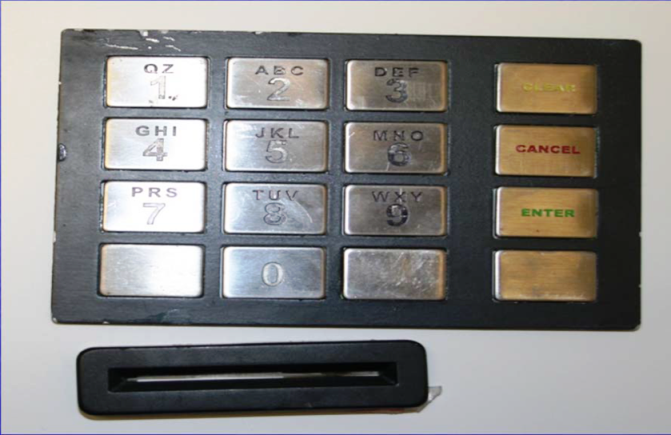 QZ ABC DEF
1 2 3 CLEAR
GHI JKL MNO
4 5 6 CANCEL
PRS TUV WXY
7 8 9 ENTER
0